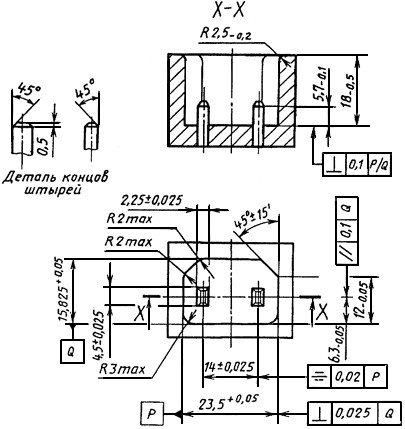 X-X
R2,5-0,2
45°
45°
0,5
5,7-0,1
18-0,5
⊥ 0,1 P/Q
Деталь концов
штырей
2,25±0,025
45°±15'
R2max
R2max
// 0,1 Q
15,825+0,05
4,5±0,025
X
X
12-0,05
6,3-0,05
Q
R3max
14±0,025
0,02 P
P
23,5+0,05
⊥ 0,025 Q